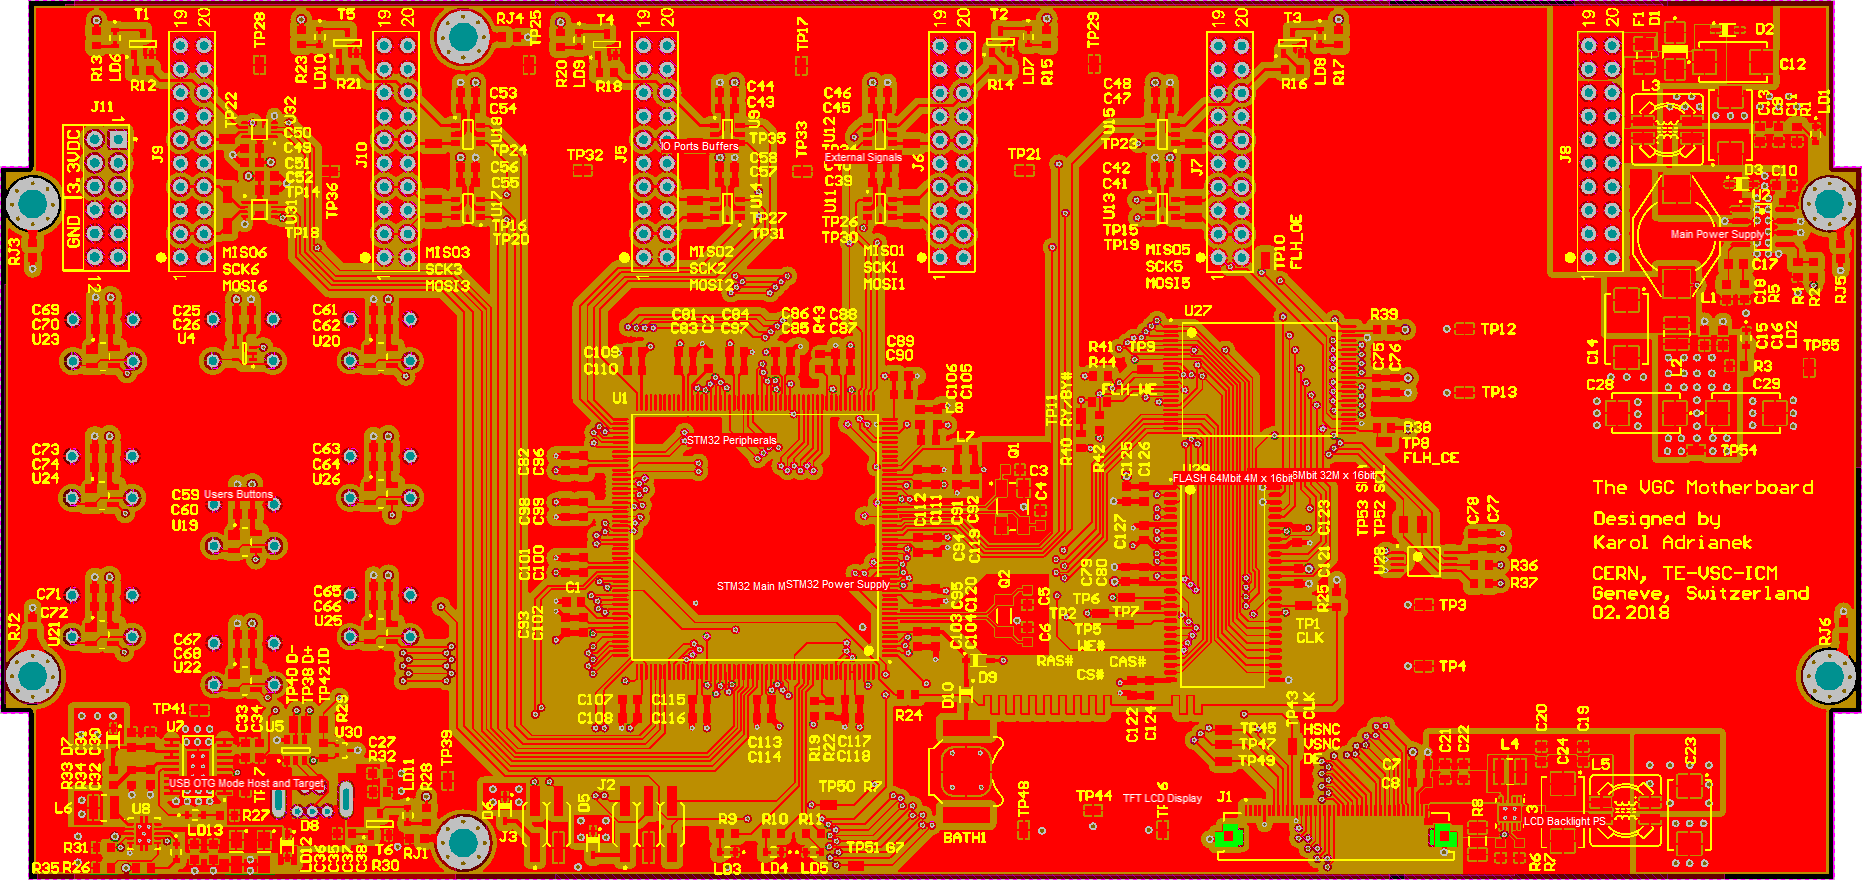 T1
19 20
TP28
T5
19 20
RJ4
TP25
T4
19 20
TP17
19 20
T2
TP29
19 20
T3
19 20
F1
D1
D2
R13
LD6
R12
R23
LD10
R21
R20
LD9
R18
R14
LD7
R15
R16
LD8
R17
C12
L3
J11
TP22
U32
C53
C54
C44
C43
C46
C45
C48
C47
C11
R1
LD1
3.3VDC
GND
J9
C50
C49
C51
C52
TP14
U31
TP18
TP36
J10
U18
TP24
C56
C55
U17
TP16
TP20
TP32
J5
IO Ports Buffers
U9
TP35
C58
C57
U14
TP27
TP31
TP33
U12
External Signals
C39
U11
TP26
TP30
J6
TP21
U15
TP23
C42
C41
U13
TP15
TP19
J7
J8
D3
C10
Main Power Supply
RJ3
MISO6
SCK6
MOSI6
MISO3
SCK3
MOSI3
MISO2
SCK2
MOSI2
MISO1
SCK1
MOSI1
MISO5
SCK5
MOSI5
TP10
FLH_OE
C17
C18
R5
L1
R4
R2
RJ5
1 2
1
1
1
1
1
1
C69
C70
U23
C25
C26
U4
C61
C62
U20
C81
C83
C2
C84
C97
C86
C85
R43
C88
C87
C89
C90
C109
C110
U27
R41
R44
TP9
FLH_WE
R39
C75
C76
TP12
TP13
C14
C15
C16
LD2
R3
TP55
C28
L2
C29
U1
C106
C105
C8
TP11
RY/BY#
R40
R42
R38
TP8
FLH_CE
TP54
STM32 Peripherals
L7
Q1
C3
C4
C125
C126
C73
C74
U24
C63
C64
U26
C59
C60
U19
Users Buttons
C82
C96
C98
C99
FLASH 64Mbit 4M x 16bit
TP53
TP52
The VGC Motherboard
Designed by
Karol Adrianek
CERN, TE-VSC-ICM
Geneve, Switzerland
02.2018
C112
C111
C91
C92
C94
C119
C127
C123
C121
C78
C77
U28
R36
R37
C101
C100
C1
C93
C102
STM32 Power Supply
C79
C80
Q2
C5
C6
C95
C120
C103
C104
TP6
TP2
TP7
TP5
WE#
RAS#
CAS#
CS#
R25
TP1
CLK
TP3
TP4
C71
C72
U21
C65
C66
U25
C67
C68
U22
RJ2
RJ6
D9
D10
R24
TP40
D-
TP38
D+
TP42
ID
TP41
U7
C33
C34
U5
R29
U30
C27
R32
TP39
C107
C108
C115
C116
C113
C114
R19
R22
C117
C118
C122
C124
TP43
CLK
TP45
TP47
TP49
HSNC
VSNC
DE
C21
C22
C20
C24
C19
C23
L4
L5
D7
R33
R34
C32
USB OTG Mode Host and Target
L6
U8
LD13
R27
D8
LD11
R28
R31
R35
R26
LD12
C36
C35
C37
C38
T6
R30
RJ1
D6
J3
D5
J2
TP50
R7
R9
R10
R11
LD3
LD4
LD5
TP51
G7
BATH1
TP48
TP44
TFT LCD Display
J1
C7
R8
LCD Backlight PS
R6
R7